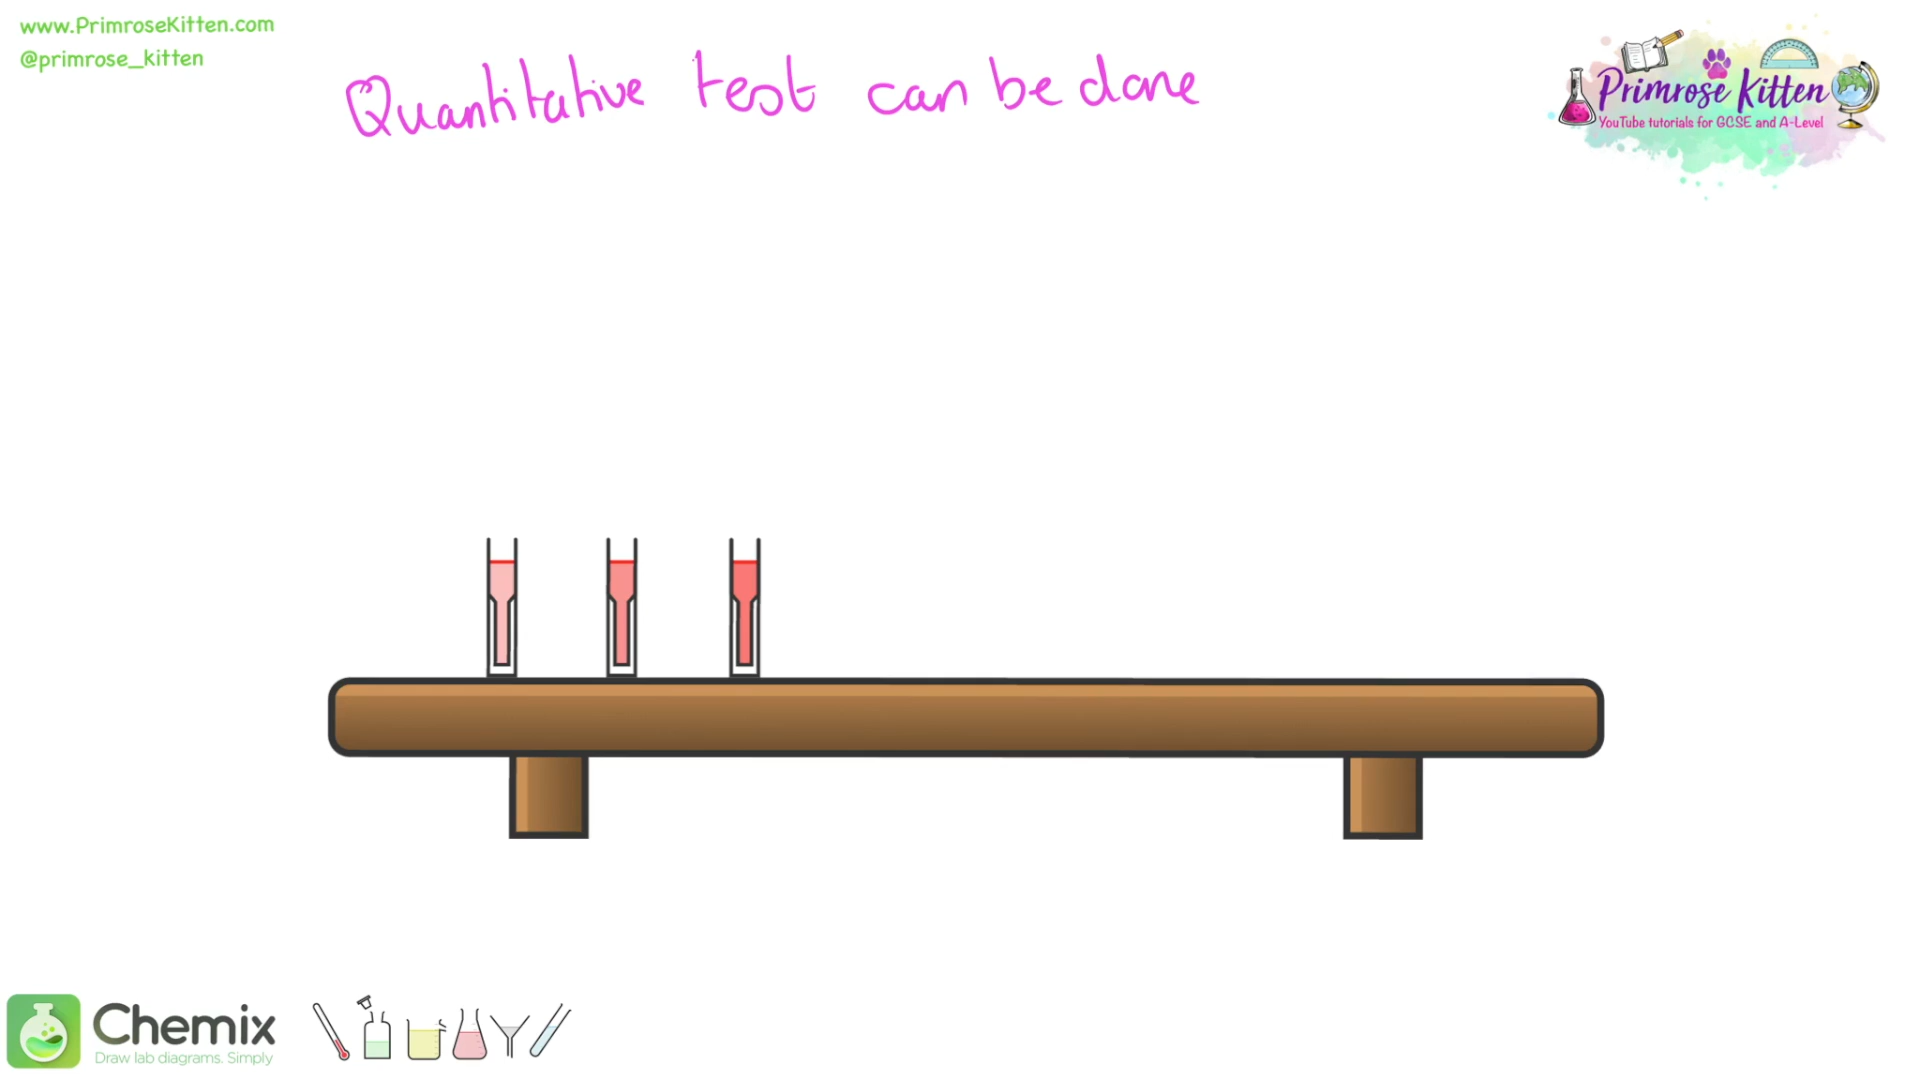 www.PrimroseKitten.com
@primrose_kitten
Quantitative test can be done
Primrose Kitten
YouTube tutorials for GCSE and A-Level
Chemix
Draw lab diagrams. Simply